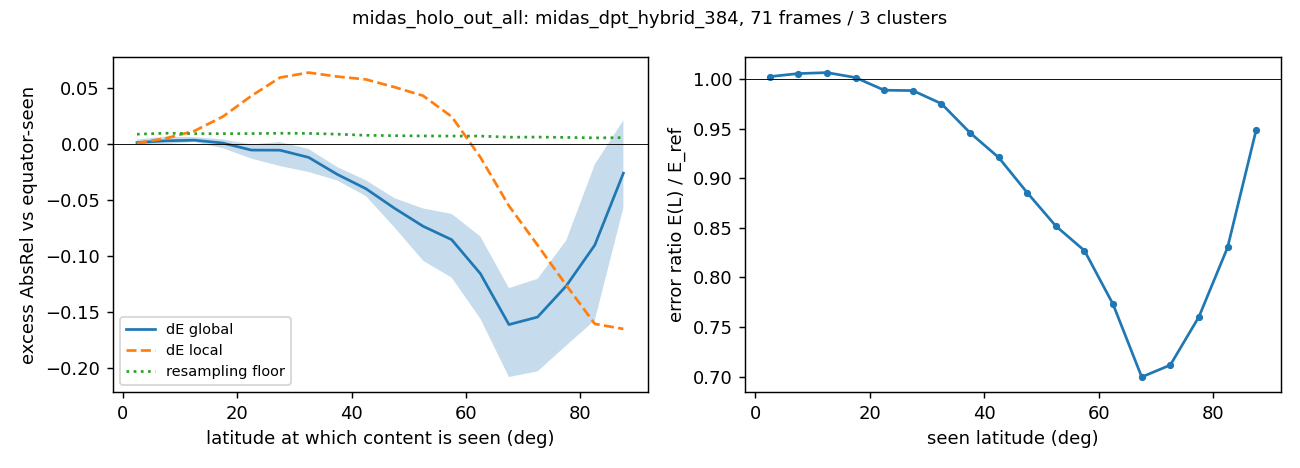 midas_holo_out_all: midas_dpt_hybrid_384, 71 frames / 3 clusters
excess AbsRel vs equator-seen
0.05
0.00
−0.05
−0.10
−0.15
−0.20
dE global
dE local
resampling floor
0 20 40 60 80
latitude at which content is seen (deg)
error ratio E(L) / E_ref
1.00
0.95
0.90
0.85
0.80
0.75
0.70
0 20 40 60 80
seen latitude (deg)